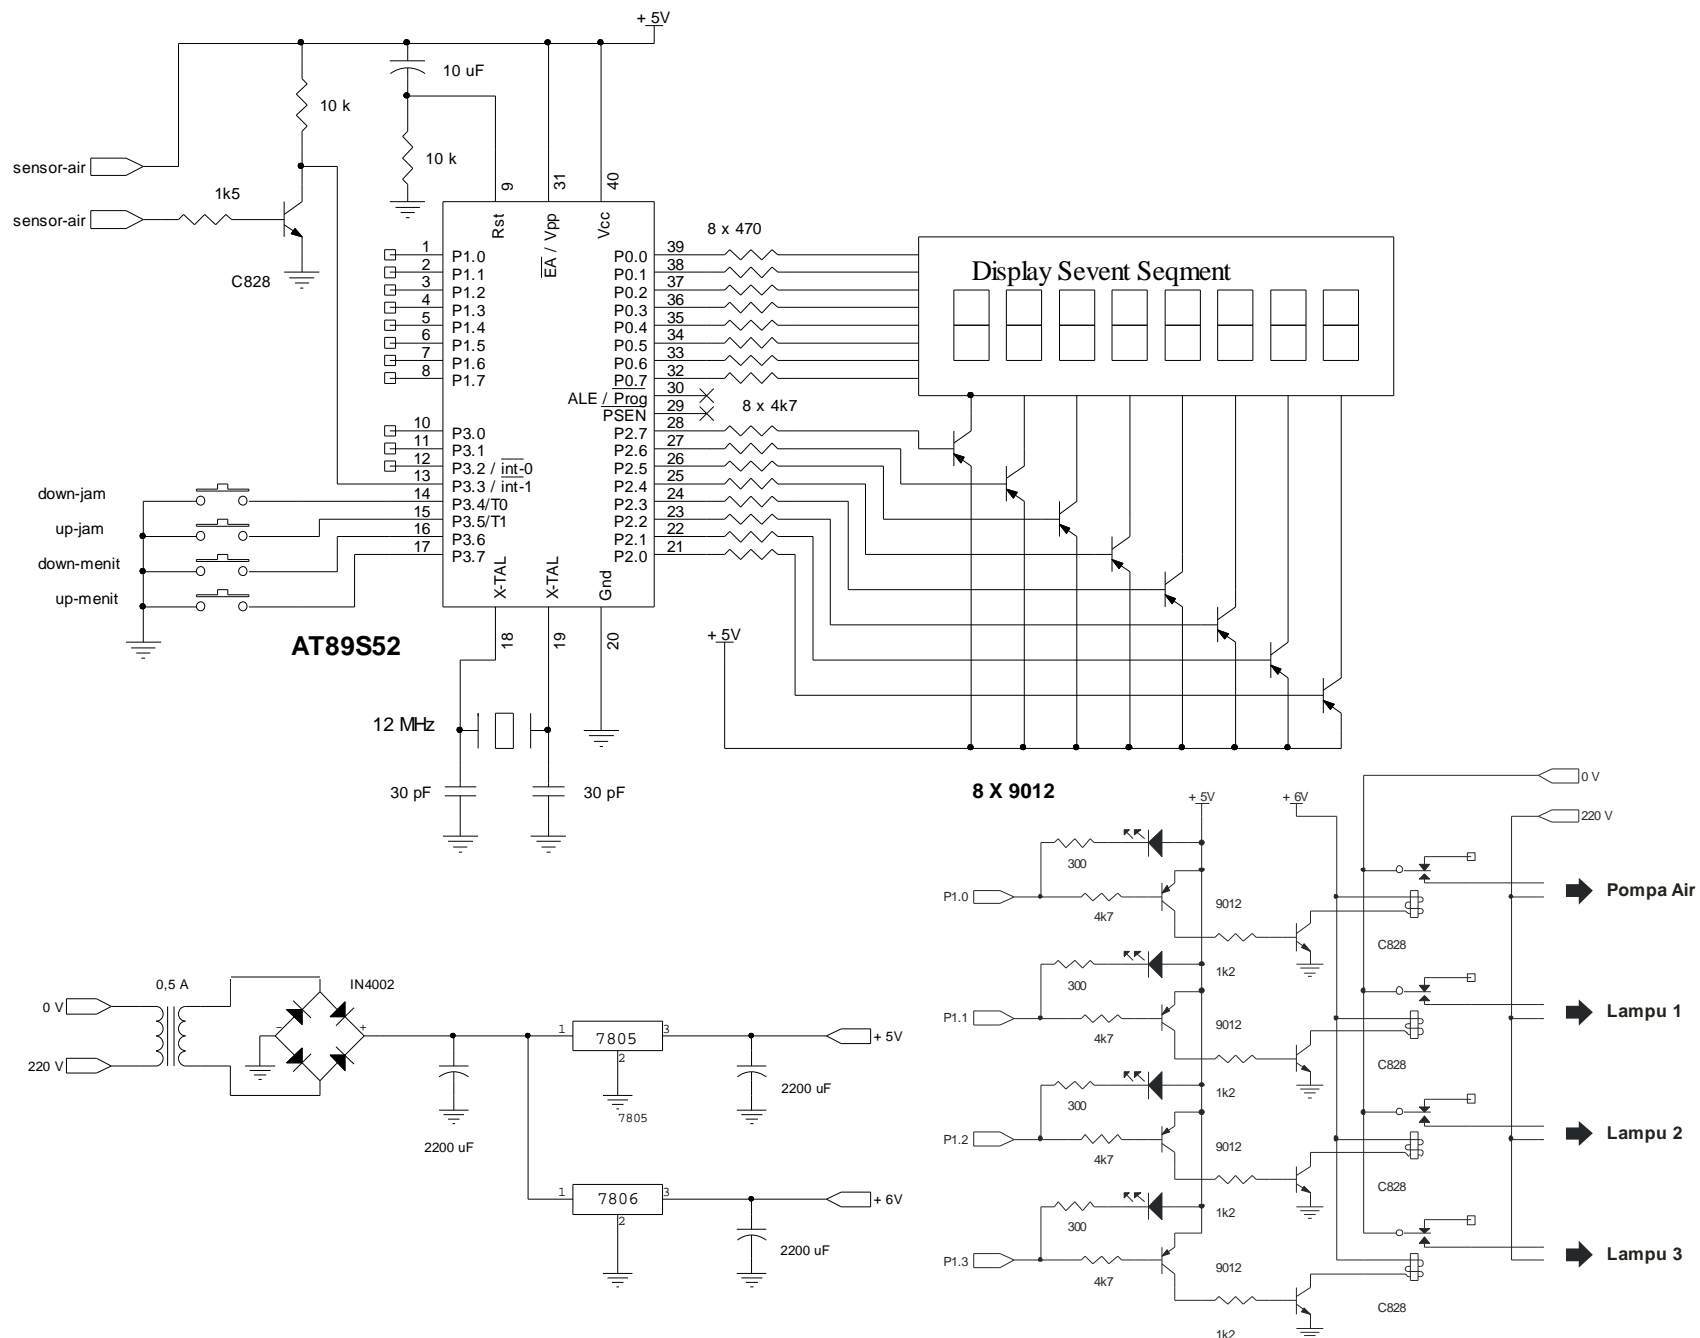 + 5V
10 uF
10 k
10 k
sensor-air
1k5
sensor-air
C828
9
31
40
Rst
EA / Vpp
Vcc
1 P1.0
2 P1.1
3 P1.2
4 P1.3
5 P1.4
6 P1.5
7 P1.6
8 P1.7
10 P3.0
11 P3.1
12 P3.2 / int-0
13 P3.3 / int-1
14 P3.4/T0
15 P3.5/T1
16 P3.6
17 P3.7
P0.0 39
P0.1 38
P0.2 37
P0.3 36
P0.4 35
P0.5 34
P0.6 33
P0.7 32
ALE / Prog 30
PSEN 29
P2.7 28
P2.6 27
P2.5 26
P2.4 25
P2.3 24
P2.2 23
P2.1 22
P2.0 21
8 x 470
8 x 4k7
Display Sevent Seqment
down-jam
up-jam
down-menit
up-menit
X-TAL
X-TAL
Gnd
18
19
20
AT89S52
12 MHz
30 pF
30 pF
+ 5V
8 X 9012
+ 5V
+ 6V
0 V
220 V
300
P1.0
4k7
9012
1k2
C828
Pompa Air
300
P1.1
4k7
9012
1k2
C828
Lampu 1
300
P1.2
4k7
9012
1k2
C828
Lampu 2
300
P1.3
4k7
9012
1k2
C828
Lampu 3
0,5 A
IN4002
0 V
220 V
-
+
2200 uF
1
7805
3
2
7805
+ 5V
2200 uF
1
7806
3
2
+ 6V
2200 uF